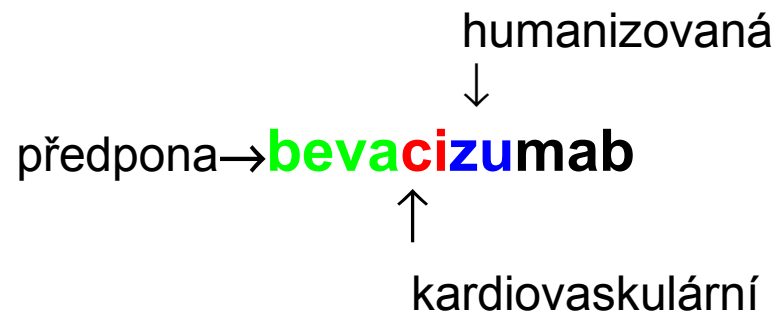 humanizovaná
↓
předpona→bevacizumab
↑
kardiovaskulární